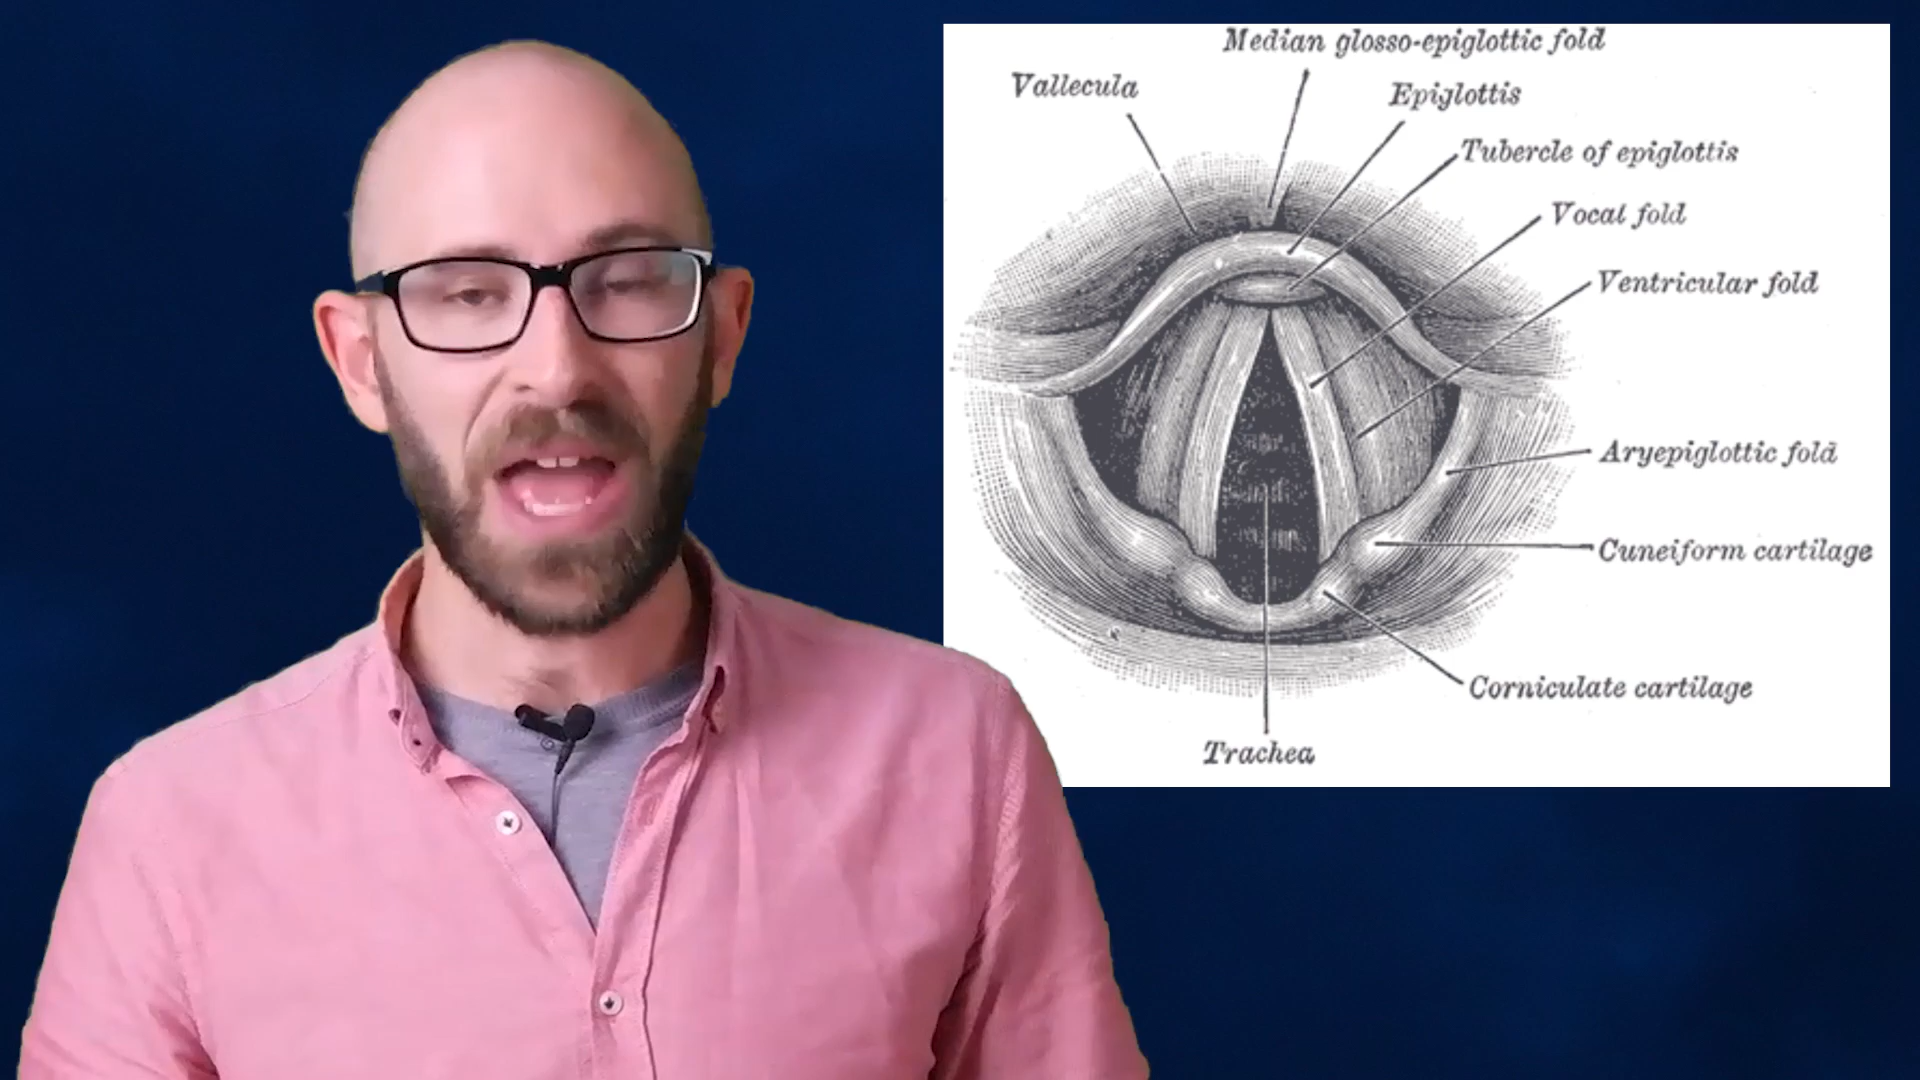 Median glosso-epiglottic fold
Vallecula
Epiglottis
Tubercle of epiglottis
Vocal fold
Ventricular fold
Aryepiglottic fold
Cuneiform cartilage
Corniculate cartilage
Trachea